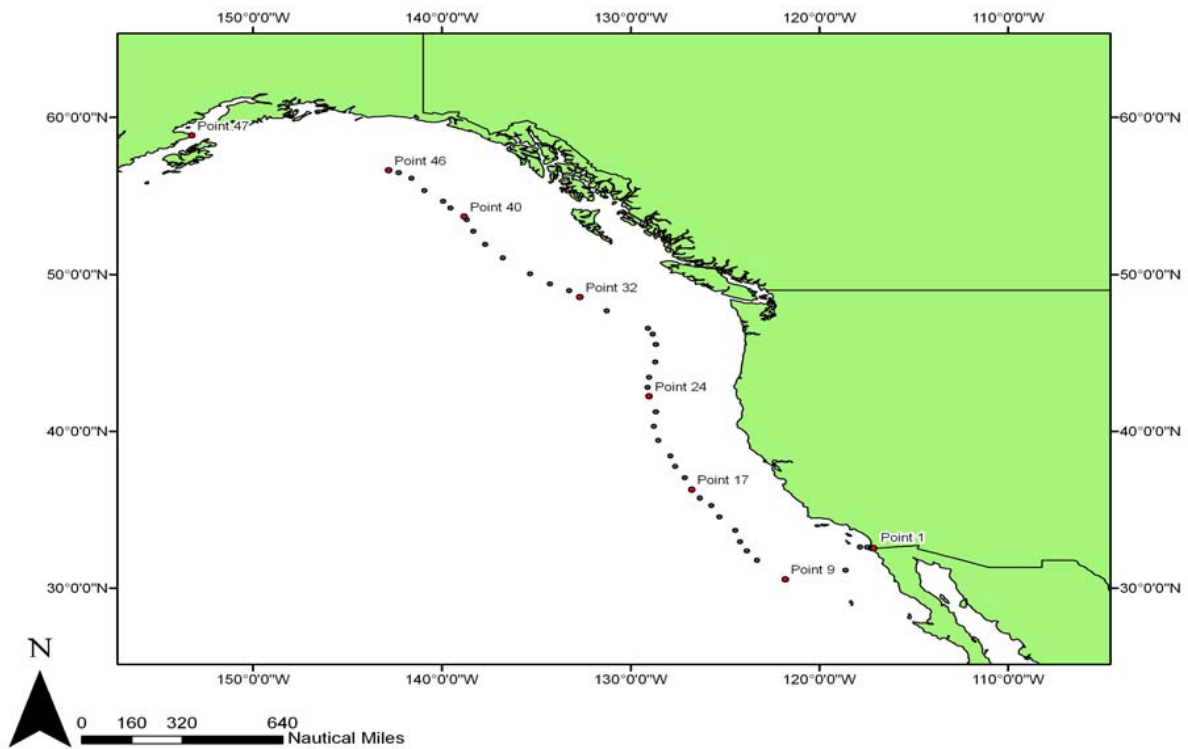 150°0'0"W 140°0'0"W 130°0'0"W 120°0'0"W 110°0'0"W
60°0'0"N 60°0'0"N
Point 47
Point 46
Point 40
50°0'0"N 50°0'0"N
Point 32
Point 24
40°0'0"N 40°0'0"N
Point 17
Point 1
Point 9
30°0'0"N 30°0'0"N
150°0'0"W 140°0'0"W 130°0'0"W 120°0'0"W 110°0'0"W
N
0 160 320 640
Nautical Miles